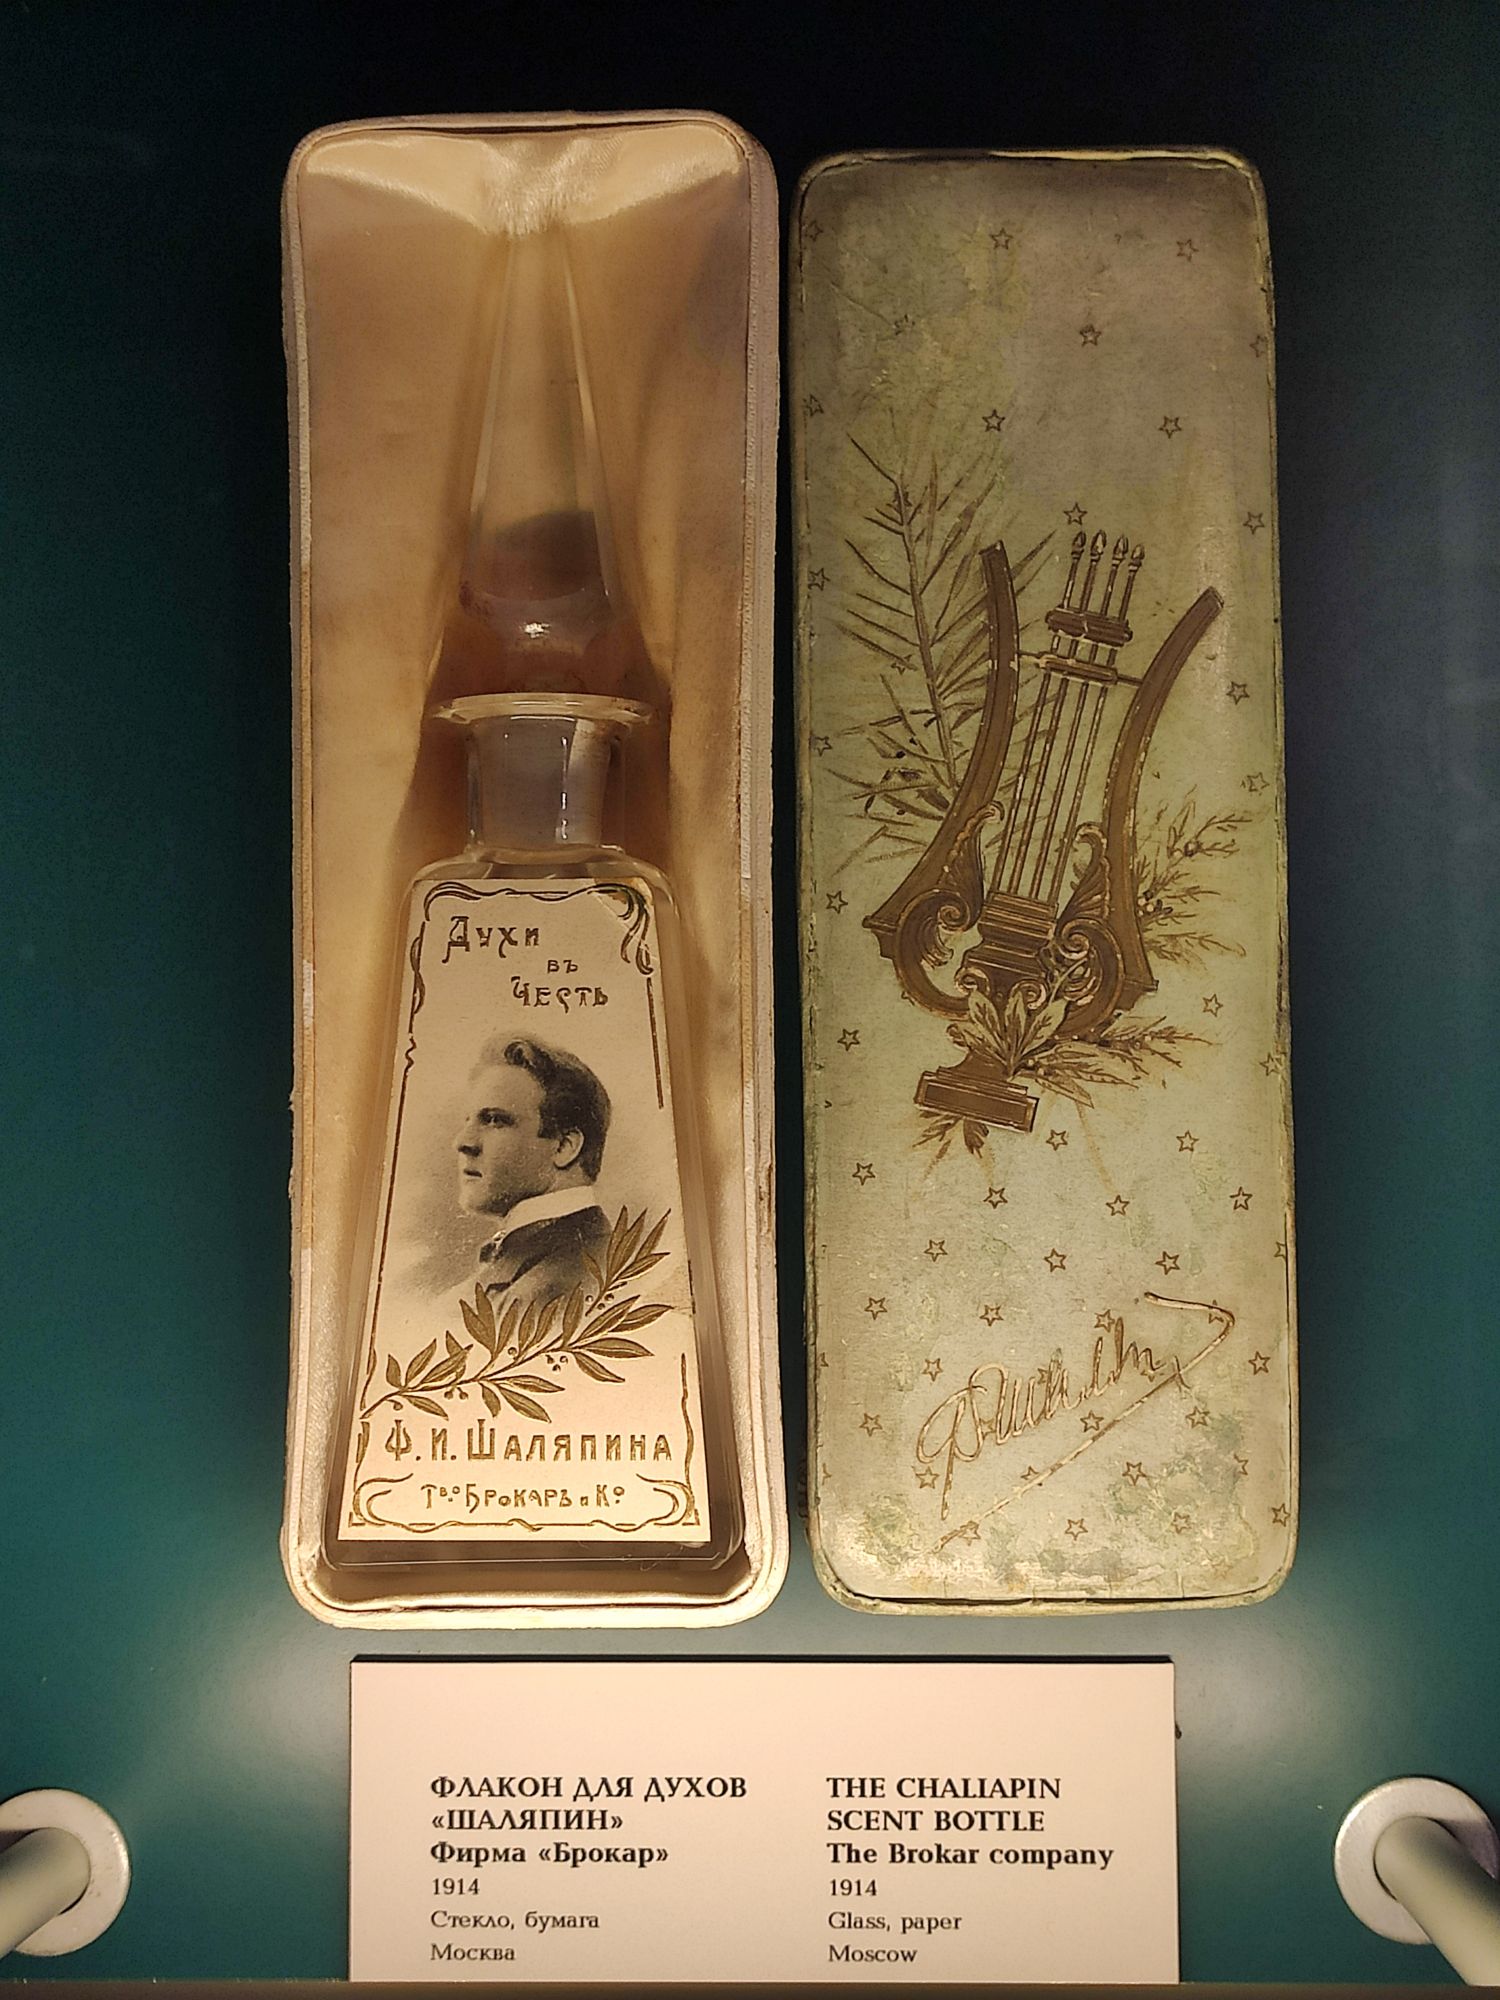 Духи
въ
Честь
Ф.И.Шаляпина
Т-во Брокаръ и Ко
ФЛАКОН ДЛЯ ДУХОВ
«ШАЛЯПИН»
Фирма «Брокар»
1914
Стекло, бумага
Москва
THE CHALIAPIN
SCENT BOTTLE
The Brokar company
1914
Glass, paper
Moscow